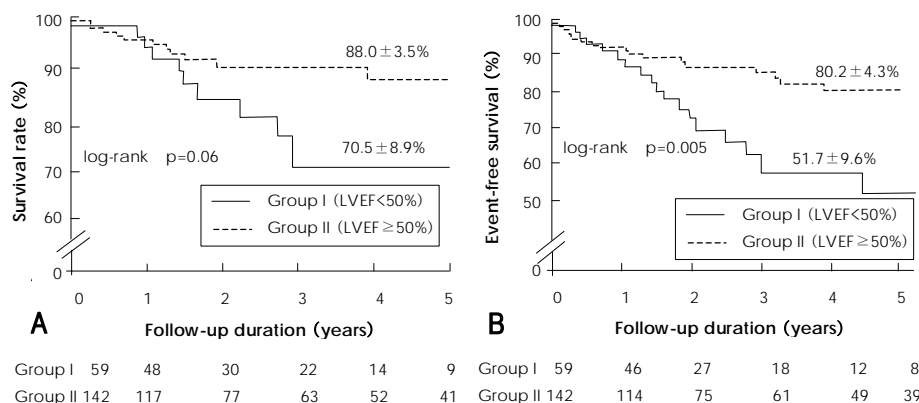 100
90
80
70
60
0
Survival rate (%)
88.0±3.5%
70.5±8.9%
log-rank p=0.06
Group I (LVEF<50%)
Group II (LVEF≥50%)
0 1 2 3 4 5
A
Follow-up duration (years)
Group I 59 48 30 22 14 9
Group II 142 117 77 63 52 41
100
90
80
70
60
50
0
Event-free survival (%)
80.2±4.3%
51.7±9.6%
log-rank p=0.005
Group I (LVEF<50%)
Group II (LVEF≥50%)
0 1 2 3 4 5
B
Follow-up duration (years)
Group I 59 46 27 18 12 8
Group II 142 114 75 61 49 39